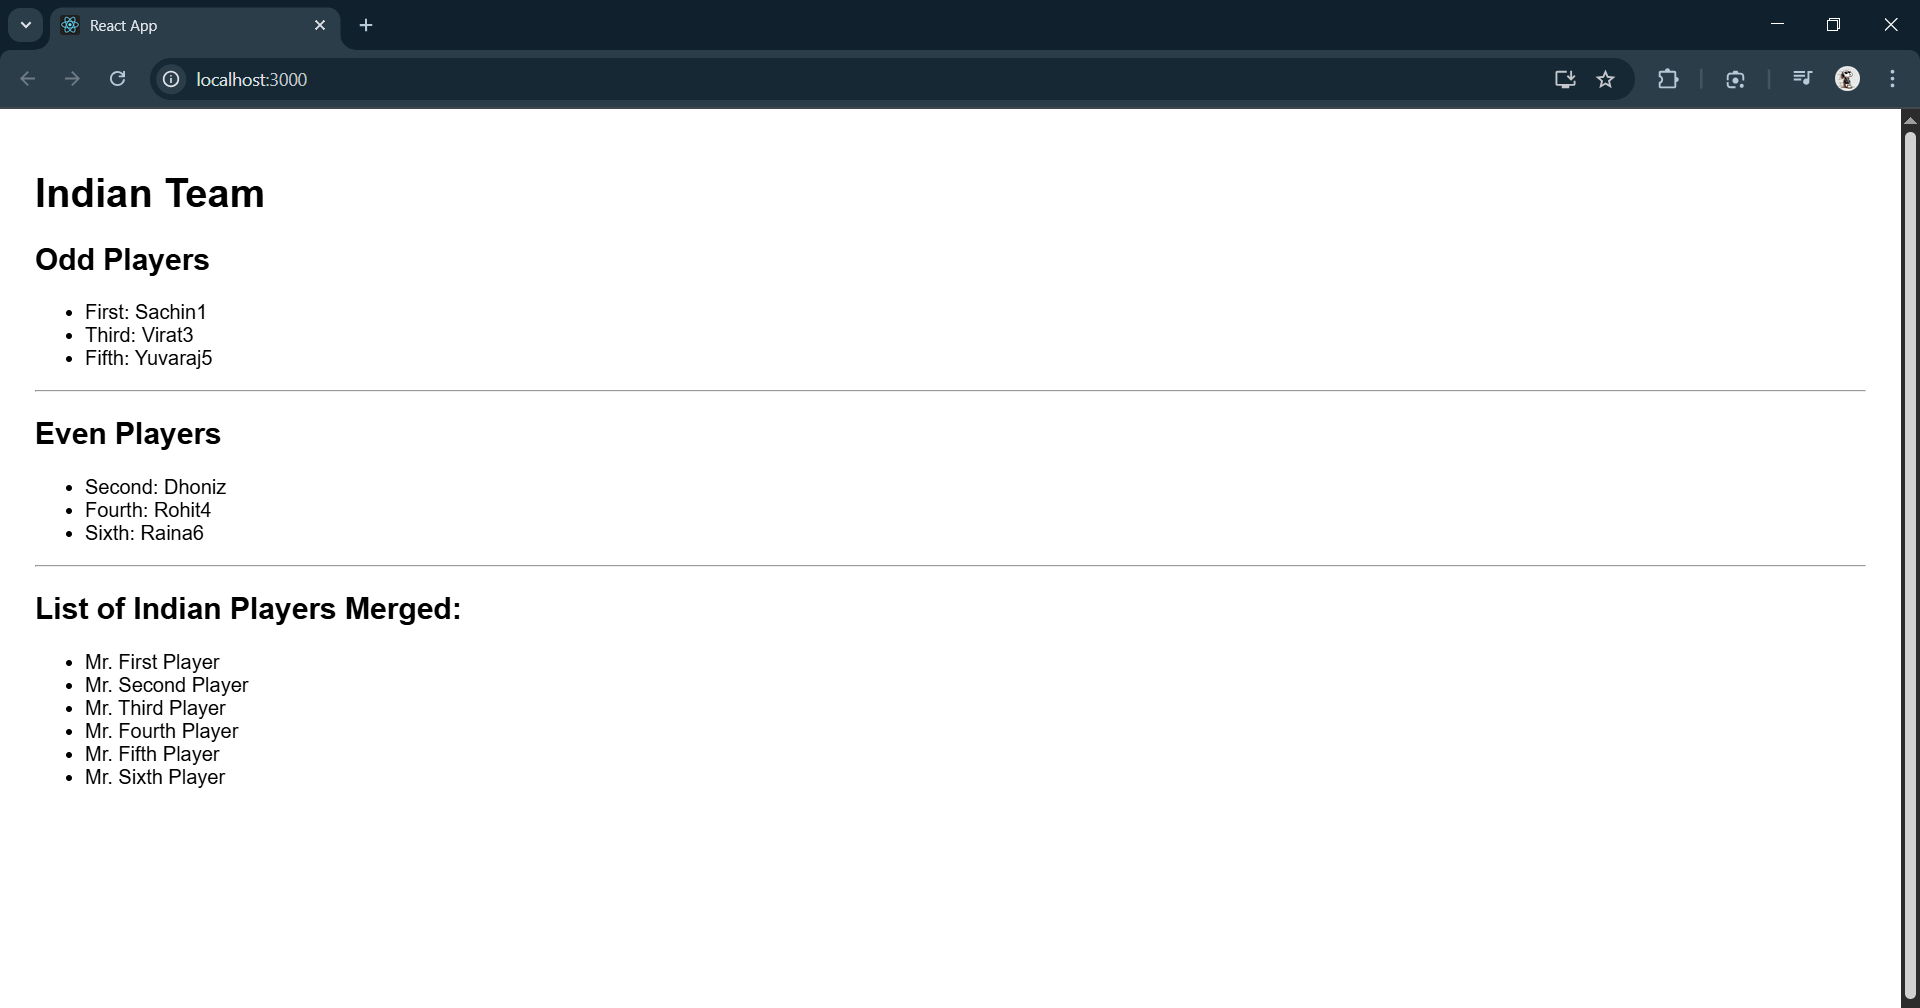 React App
localhost:3000
Indian Team
Odd Players
First: Sachin1
Third: Virat3
Fifth: Yuvaraj5
Even Players
Second: Dhoniz
Fourth: Rohit4
Sixth: Raina6
List of Indian Players Merged:
Mr. First Player
Mr. Second Player
Mr. Third Player
Mr. Fourth Player
Mr. Fifth Player
Mr. Sixth Player